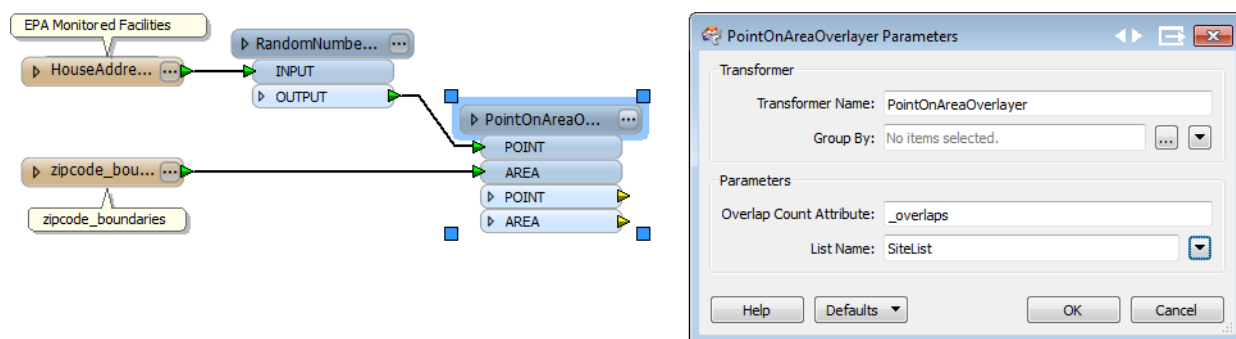 EPA Monitored Facilities
HouseAddre... ...
RandomNumbe... ...
INPUT
OUTPUT
PointOnAreaO... ...
POINT
AREA
POINT
AREA
zipcode_bou... ...
zipcode_boundaries
PointOnAreaOverlayer Parameters
Transformer
Transformer Name: PointOnAreaOverlayer
Group By: No items selected. ...
Parameters
Overlap Count Attribute: _overlaps
List Name: SiteList
Help Defaults OK Cancel